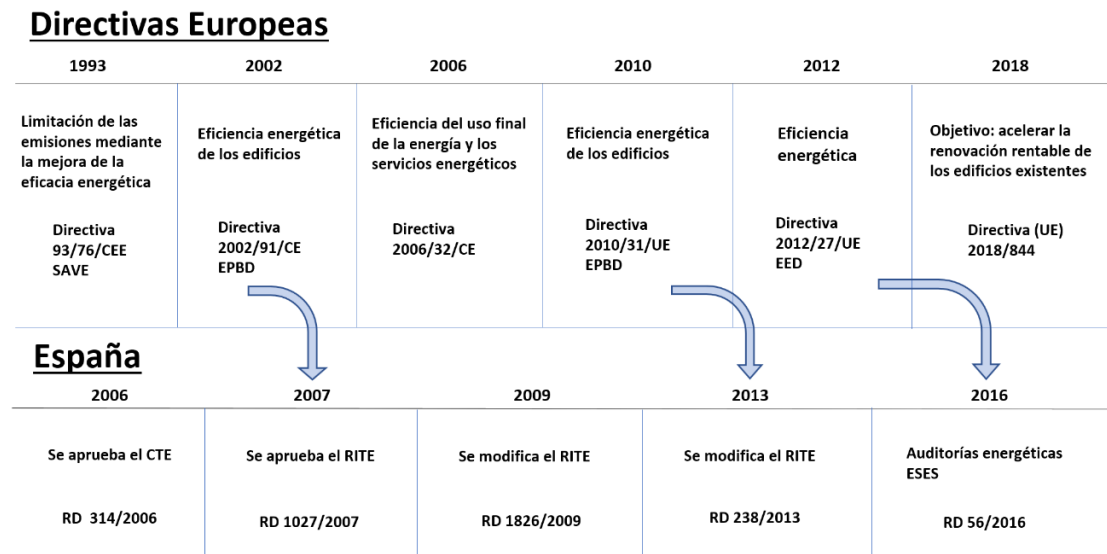 Directivas Europeas
1993
2002
2006
2010
2012
2018
Limitación de las
emisiones mediante
la mejora de la
eficacia energética
Directiva
93/76/CEE
SAVE
Eficiencia energética
de los edificios
Directiva
2002/91/CE
EPBD
Eficiencia del uso final
de la energía y los
servicios energéticos
Directiva
2006/32/CE
Eficiencia energética
de los edificios
Directiva
2010/31/UE
EPBD
Eficiencia
energética
Directiva
2012/27/UE
EED
Objetivo: acelerar la
renovación rentable de
los edificios existentes
Directiva (UE)
2018/844
España
2006
2007
2009
2013
2016
Se aprueba el CTE
RD 314/2006
Se aprueba el RITE
RD 1027/2007
Se modifica el RITE
RD 1826/2009
Se modifica el RITE
RD 238/2013
Auditorías energéticas
ESES
RD 56/2016